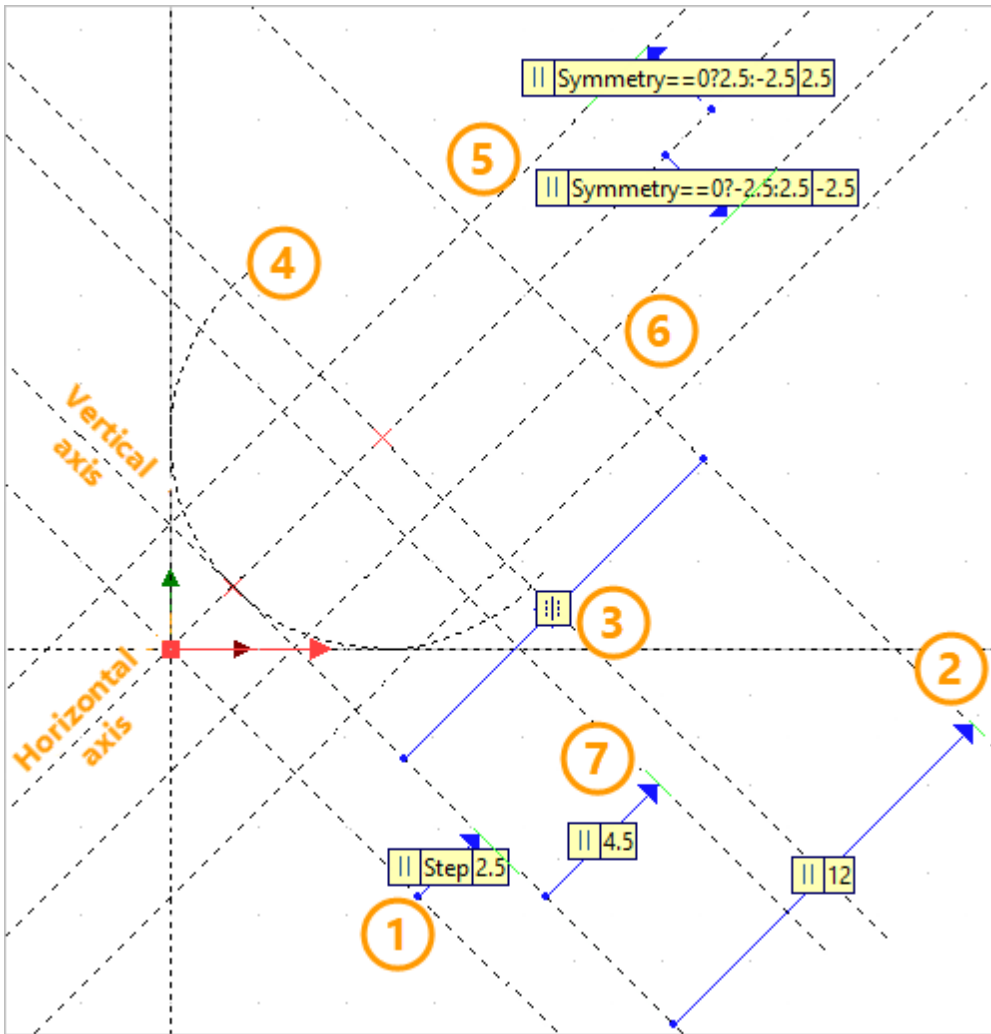 || Symmetry==0?2.5:-2.5 2.5
5
|| Symmetry==0?-2.5:2.5 -2.5
4
6
Vertical
axis
3
2
Horizontal
axis
7
|| 4.5
|| Step 2.5
|| 12
1